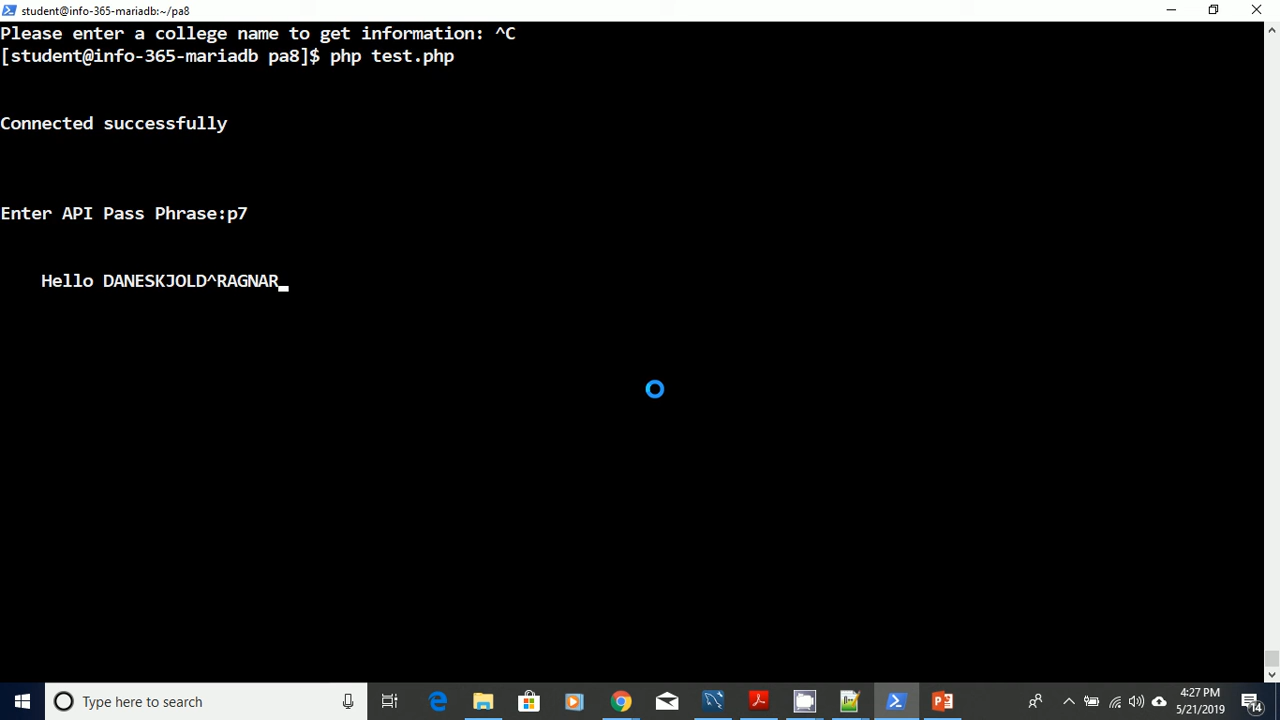 student@info-365-mariadb:~/pa8
Please enter a college name to get information: ^C
[student@info-365-mariadb pa8]$ php test.php
Connected successfully
Enter API Pass Phrase:p7
Hello DANESKJOLD^RAGNAR_
Type here to search
4:27 PM
5/21/2019
14